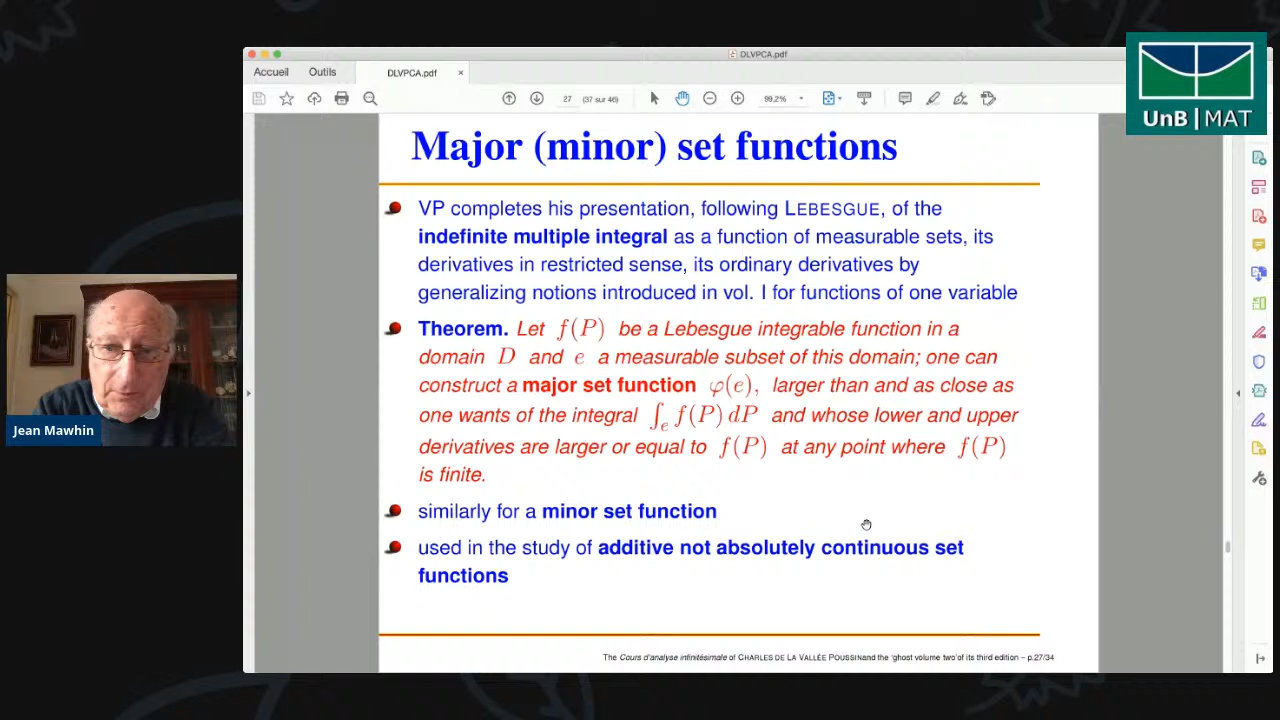 DLVPCA.pdf
Accueil Outils DLVPCA.pdf ×
27 (37 sur 46) 99,2%
UnB | MAT
Major (minor) set functions
VP completes his presentation, following LEBESGUE, of the
indefinite multiple integral as a function of measurable sets, its
derivatives in restricted sense, its ordinary derivatives by
generalizing notions introduced in vol. I for functions of one variable
Theorem. Let f(P) be a Lebesgue integrable function in a
domain D and e a measurable subset of this domain; one can
construct a major set function φ(e), larger than and as close as
one wants of the integral ∫_e f(P) dP and whose lower and upper
derivatives are larger or equal to f(P) at any point where f(P)
is finite.
similarly for a minor set function
used in the study of additive not absolutely continuous set
functions
Jean Mawhin
The Cours d'analyse infinitésimale of CHARLES DE LA VALLÉE POUSSINand the 'ghost volume two'of its third edition – p.27/34